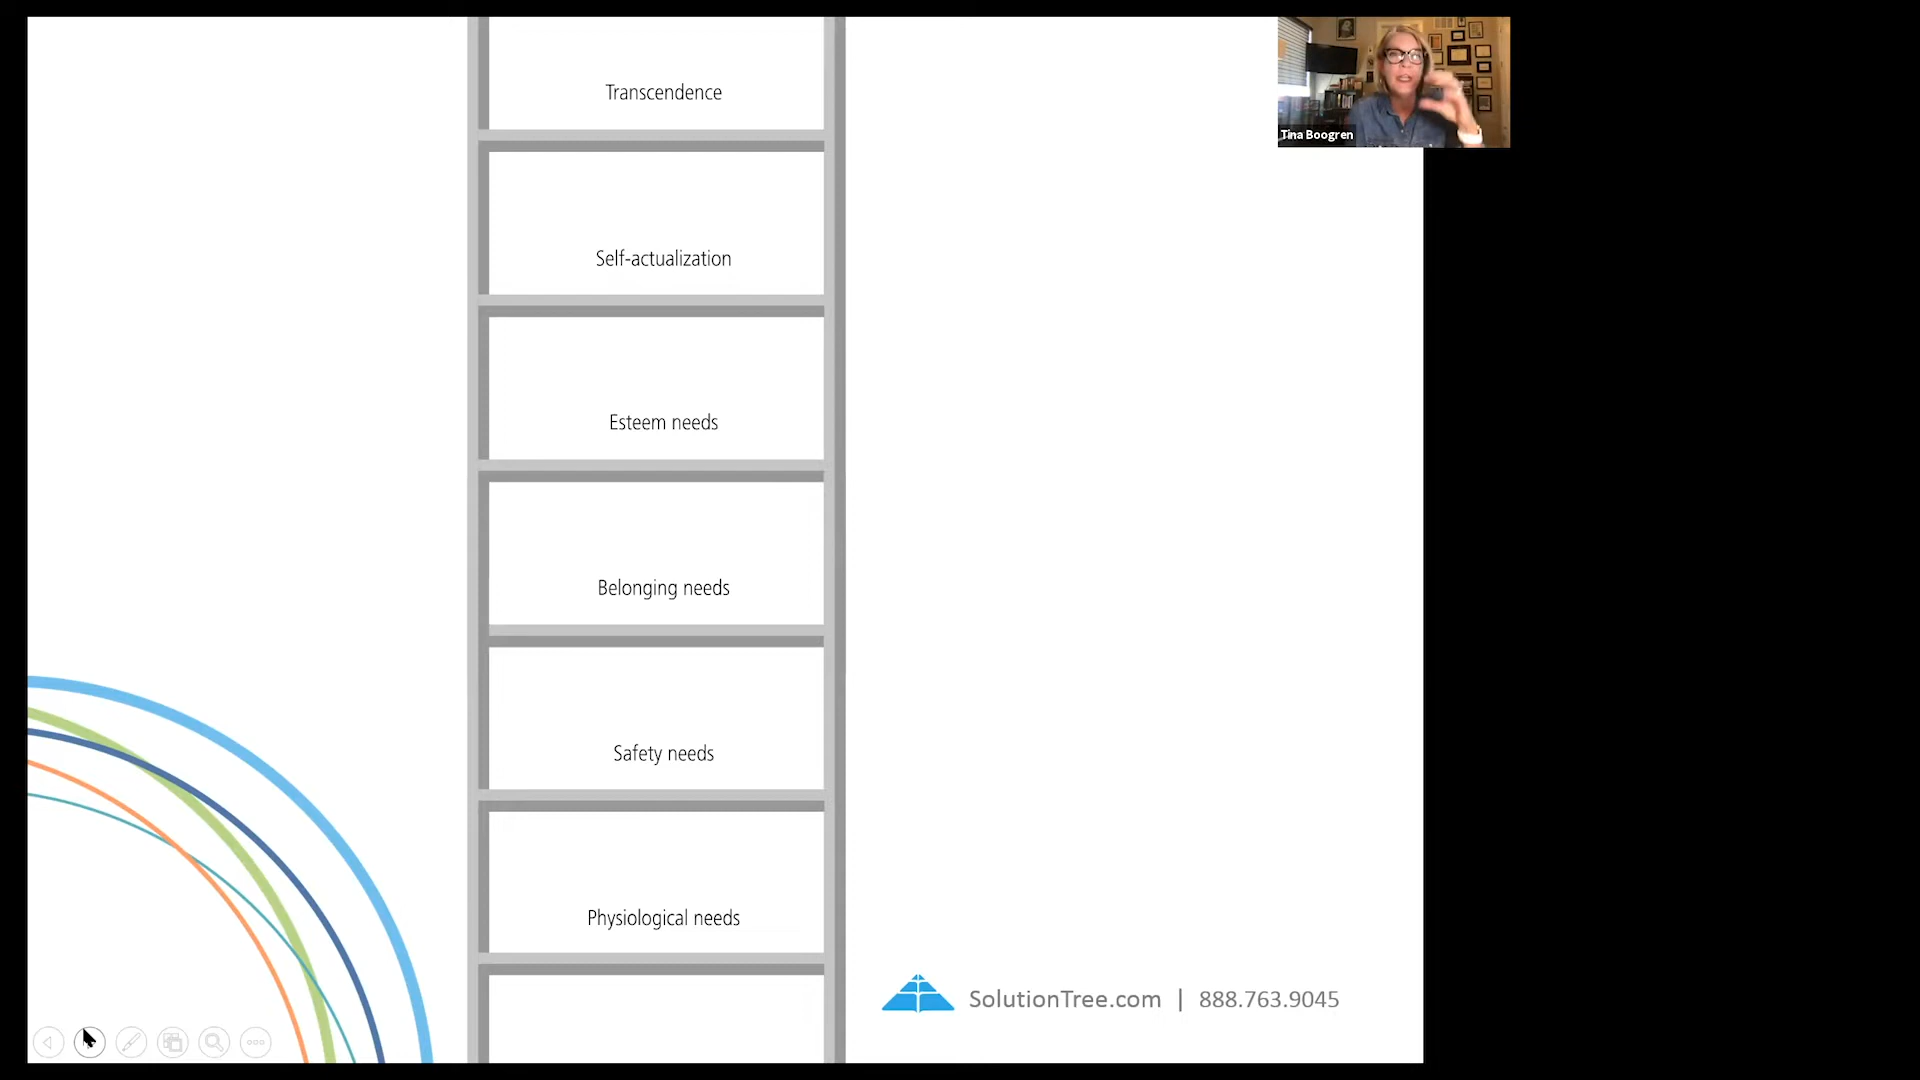 Transcendence
Tina Boogren
Self-actualization
Esteem needs
Belonging needs
Safety needs
Physiological needs
SolutionTree.com | 888.763.9045